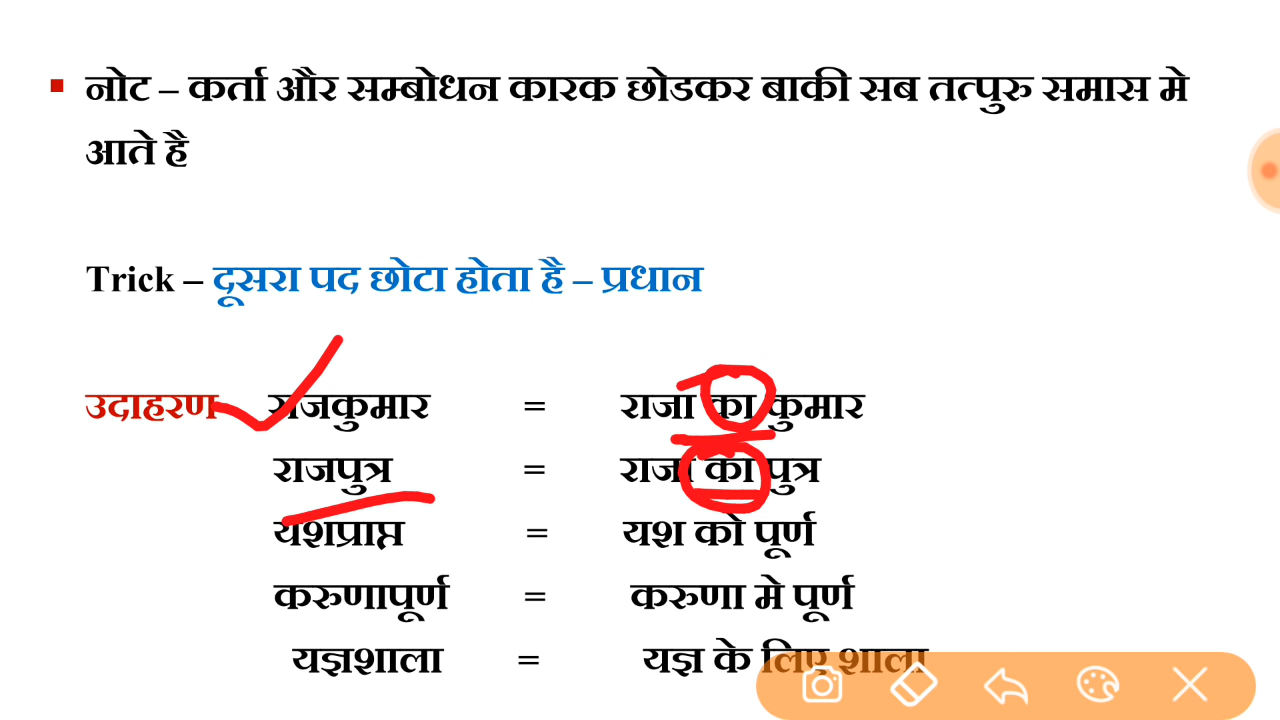 नोट – कर्ता और सम्बोधन कारक छोडकर बाकी सब तत्पुरु समास मे
आते है
Trick – दूसरा पद छोटा होता है – प्रधान
उदाहरण राजकुमार = राजा का कुमार
राजपुत्र = राजा का पुत्र
यशप्राप्त = यश को पूर्ण
करुणापूर्ण = करुणा मे पूर्ण
यज्ञशाला = यज्ञ के लिए शाला